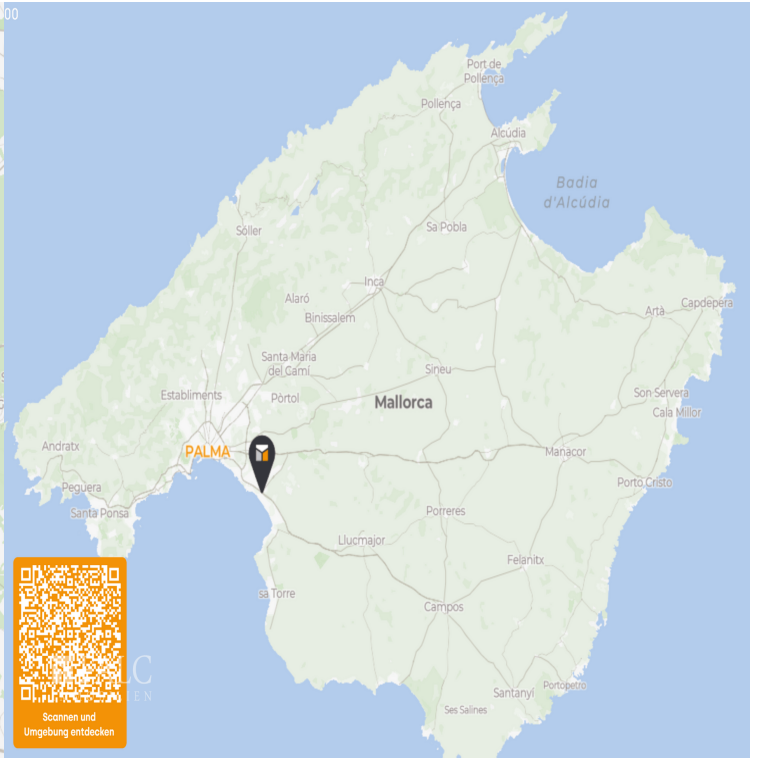 00
Port de
Pollença
Pollença
Alcúdia
Badia
d'Alcúdia
Sa Pobla
Sóller
Inca
Alaró
Binissalem
Artà
Capdepera
Santa Maria
del Camí
Sineu
Establiments
Pòrtol
Mallorca
Son Servera
Cala Millor
Andratx
PALMA
Manacor
Peguera
Porto Cristo
Santa Ponsa
Porreres
Llucmajor
Felanitx
sa Torre
Campos
Santanyí
Portopetro
Ses Salines
Scannen und
Umgebung entdecken